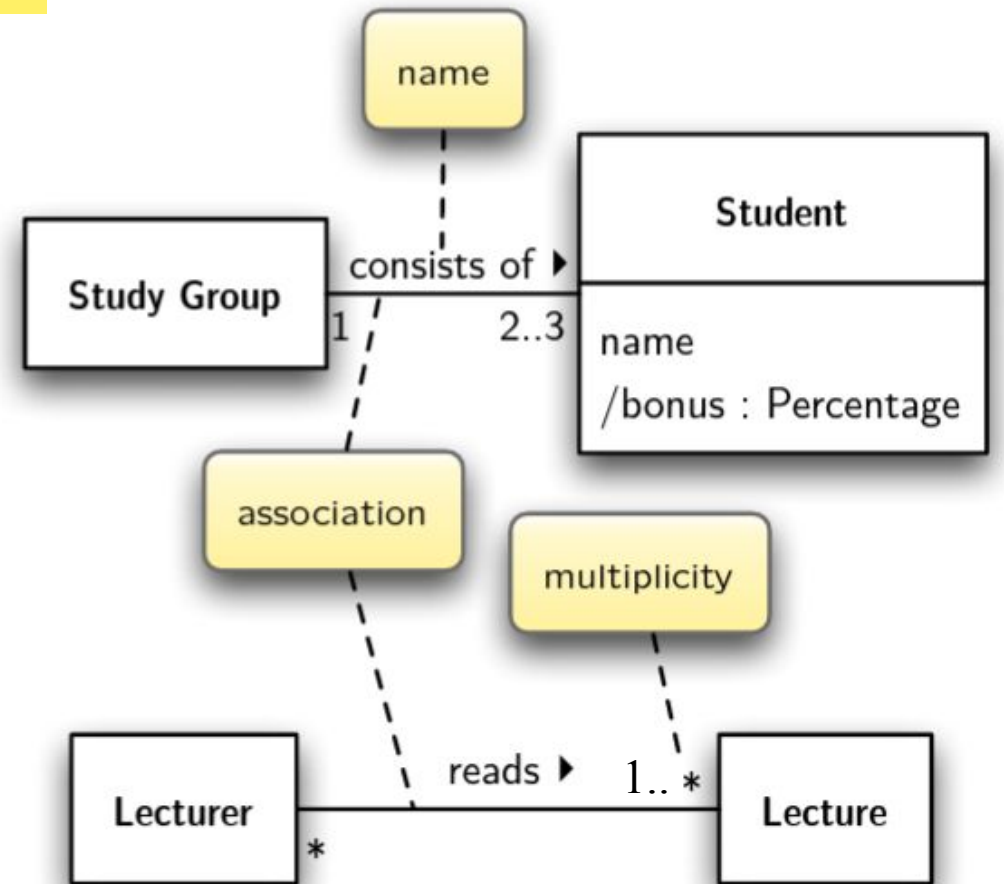 name
Student
consists of ▶
Study Group
1
2..3
name
/bonus : Percentage
association
multiplicity
reads ▶
1.. *
Lecturer
Lecture
*